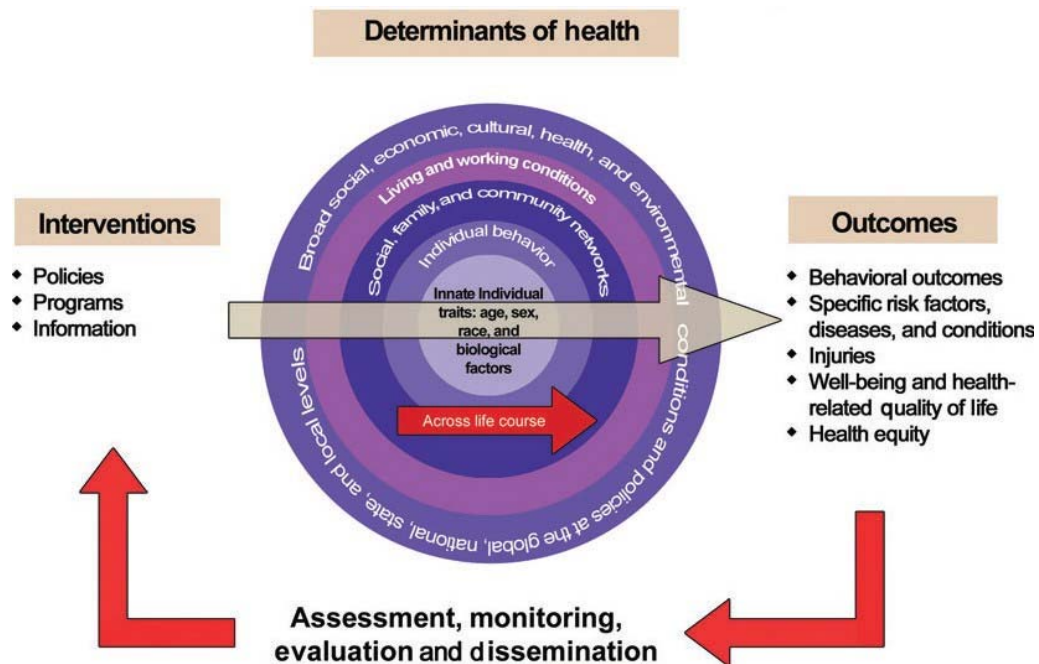 Determinants of health
Broad social, economic, cultural, health, and environmental conditions and policies at the global, national, state, and local levels
Living and working conditions
Social, family, and community networks
Individual behavior
Innate Individual
traits: age, sex,
race, and
biological
factors
Across life course
Interventions
◆ Policies
◆ Programs
◆ Information
Outcomes
◆ Behavioral outcomes
◆ Specific risk factors,
diseases, and conditions
◆ Injuries
◆ Well-being and health-
related quality of life
◆ Health equity
Assessment, monitoring,
evaluation and dissemination